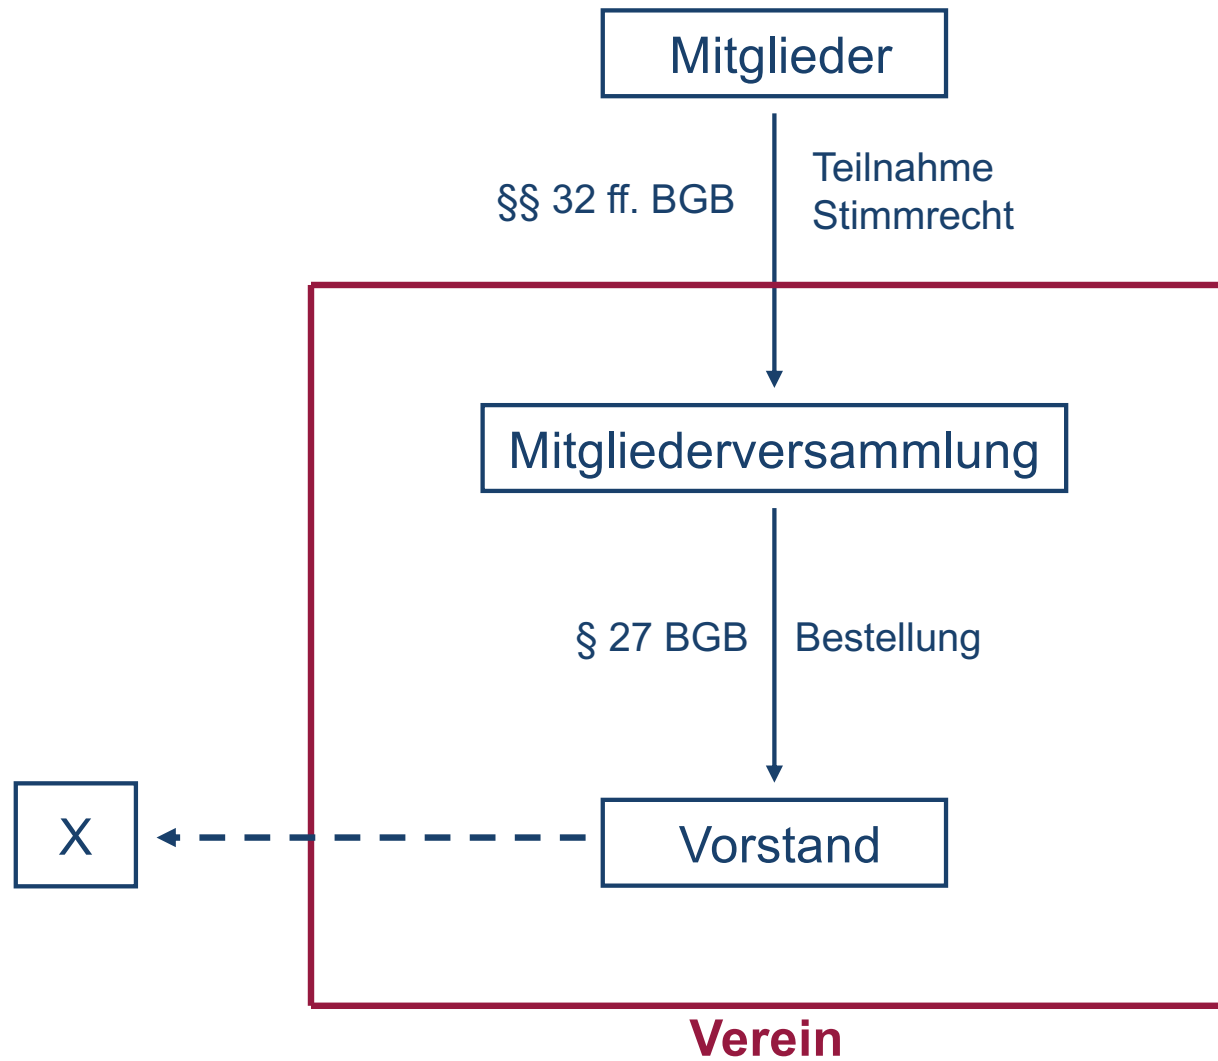 Mitglieder
§§ 32 ff. BGB
Teilnahme
Stimmrecht
Mitgliederversammlung
§ 27 BGB
Bestellung
X
Vorstand
Verein